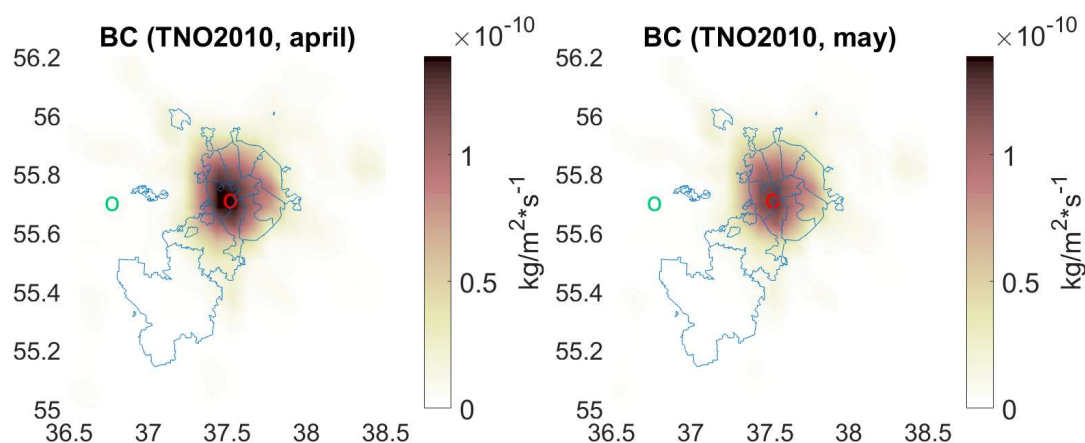 BC (TNO2010, april)
×10⁻¹⁰
56.2
56
55.8
55.6
55.4
55.2
55
36.5 37 37.5 38 38.5
1
0.5
0
kg/m²*s⁻¹
o
o
BC (TNO2010, may)
×10⁻¹⁰
56.2
56
55.8
55.6
55.4
55.2
55
36.5 37 37.5 38 38.5
1
0.5
0
kg/m²*s⁻¹
o
o